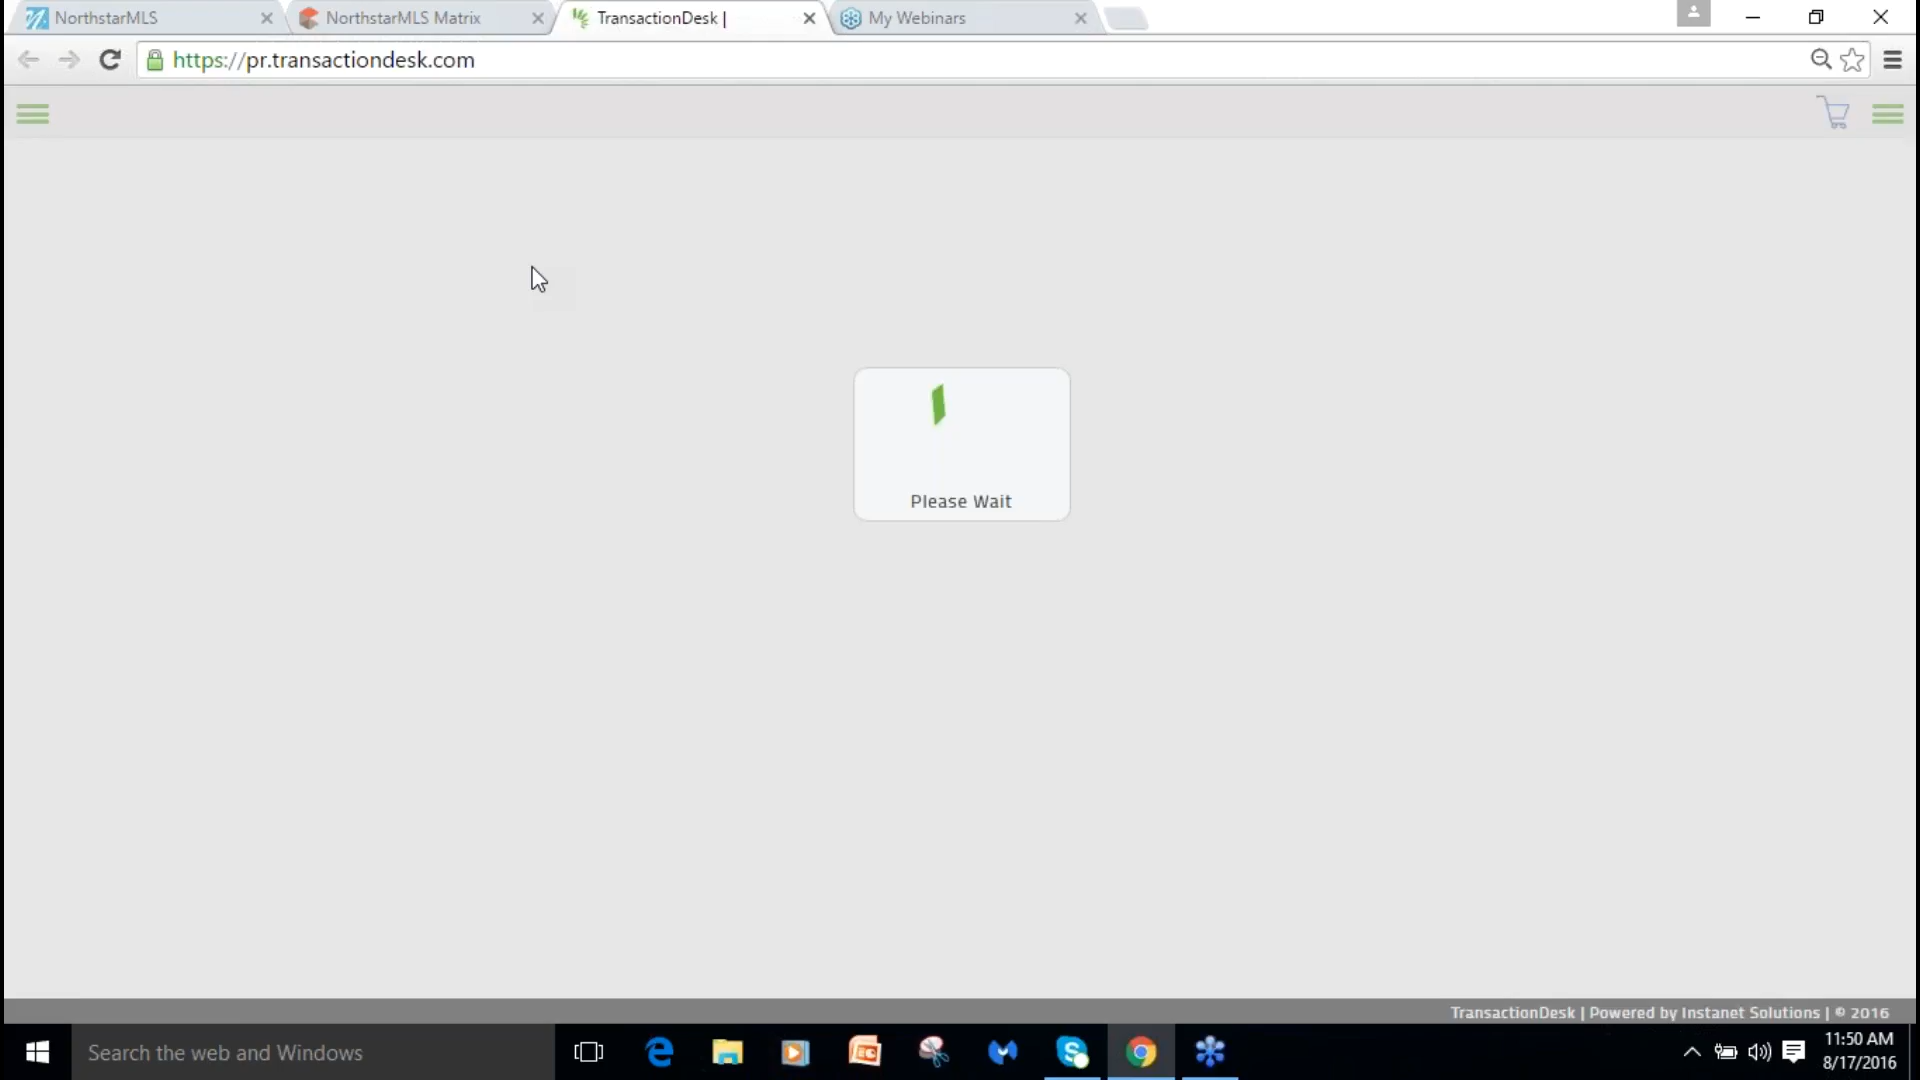 NorthstarMLS
NorthstarMLS Matrix
TransactionDesk |
My Webinars
https://pr.transactiondesk.com
Please Wait
TransactionDesk | Powered by Instanet Solutions | © 2016
Search the web and Windows
11:50 AM
8/17/2016